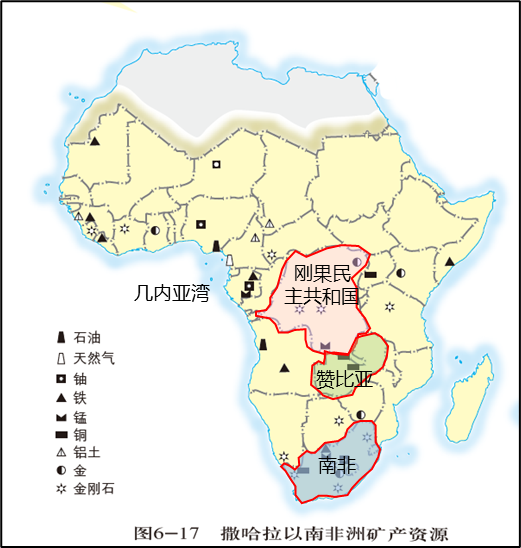 刚果民
主共和国
几内亚湾
赞比亚
南非
石油
天然气
铀
铁
锰
铜
铝土
金
金刚石
图6-17 撒哈拉以南非洲矿产资源